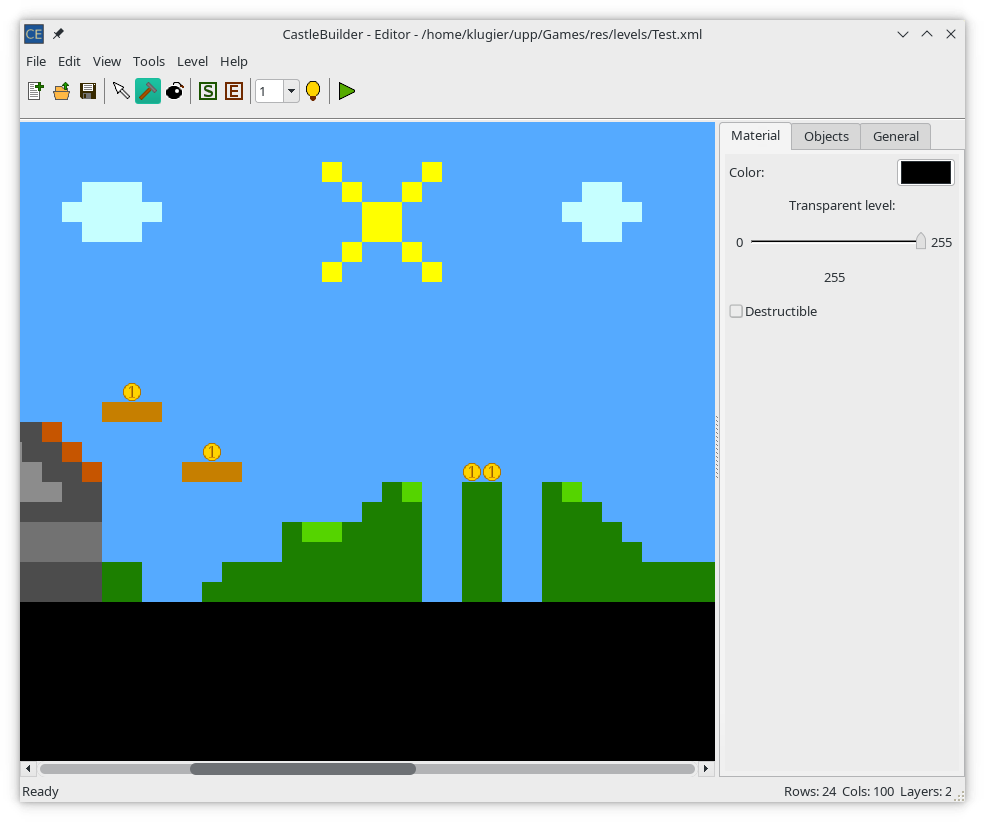 CE CastleBuilder - Editor - /home/klugier/upp/Games/res/levels/Test.xml
File Edit View Tools Level Help
S E 1
Material Objects General
Color:
Transparent level:
0 255
255
Destructible
1
1
1 1
Ready Rows: 24 Cols: 100 Layers: 2